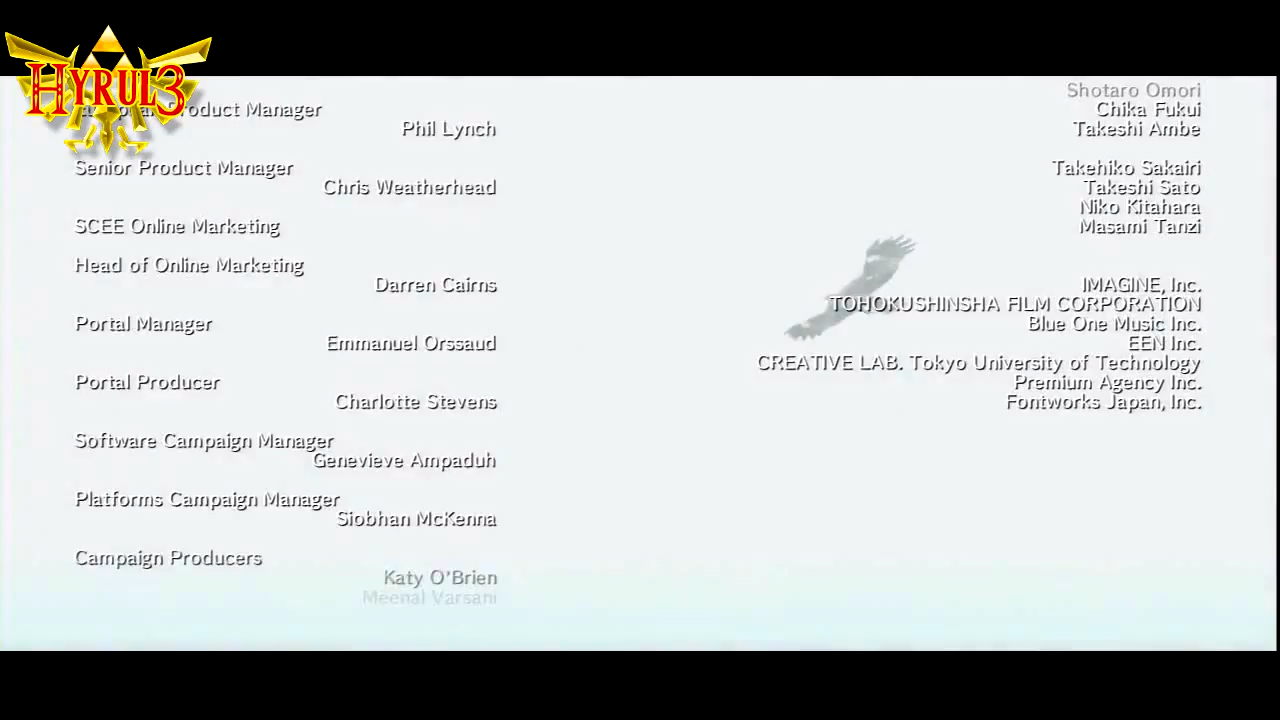 HYRUL3
Product Manager
Phil Lynch
Senior Product Manager
Chris Weatherhead
SCEE Online Marketing
Head of Online Marketing
Darren Cairns
Portal Manager
Emmanuel Orssaud
Portal Producer
Charlotte Stevens
Software Campaign Manager
Genevieve Ampaduh
Platforms Campaign Manager
Siobhan McKenna
Campaign Producers
Katy O'Brien
Meenal Varsani
Shotaro Omori
Chika Fukui
Takeshi Ambe
Takehiko Sakairi
Takeshi Sato
Niko Kitahara
Masami Tanzi
IMAGINE, Inc.
TOHOKUSHINSHA FILM CORPORATION
Blue One Music Inc.
EEN Inc.
CREATIVE LAB. Tokyo University of Technology
Premium Agency Inc.
Fontworks Japan, Inc.